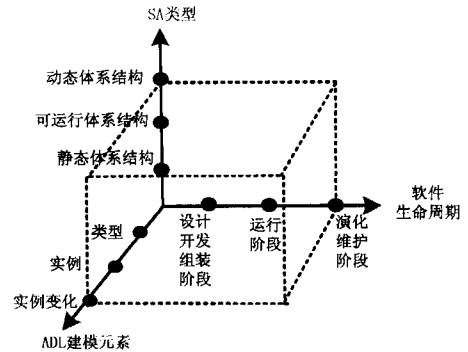 SA类型
动态体系结构
可运行体系结构
静态体系结构
软件
生命周期
设计
开发
组装
阶段
运行
阶段
演化
维护
阶段
类型
实例
实例变化
ADL建模元素